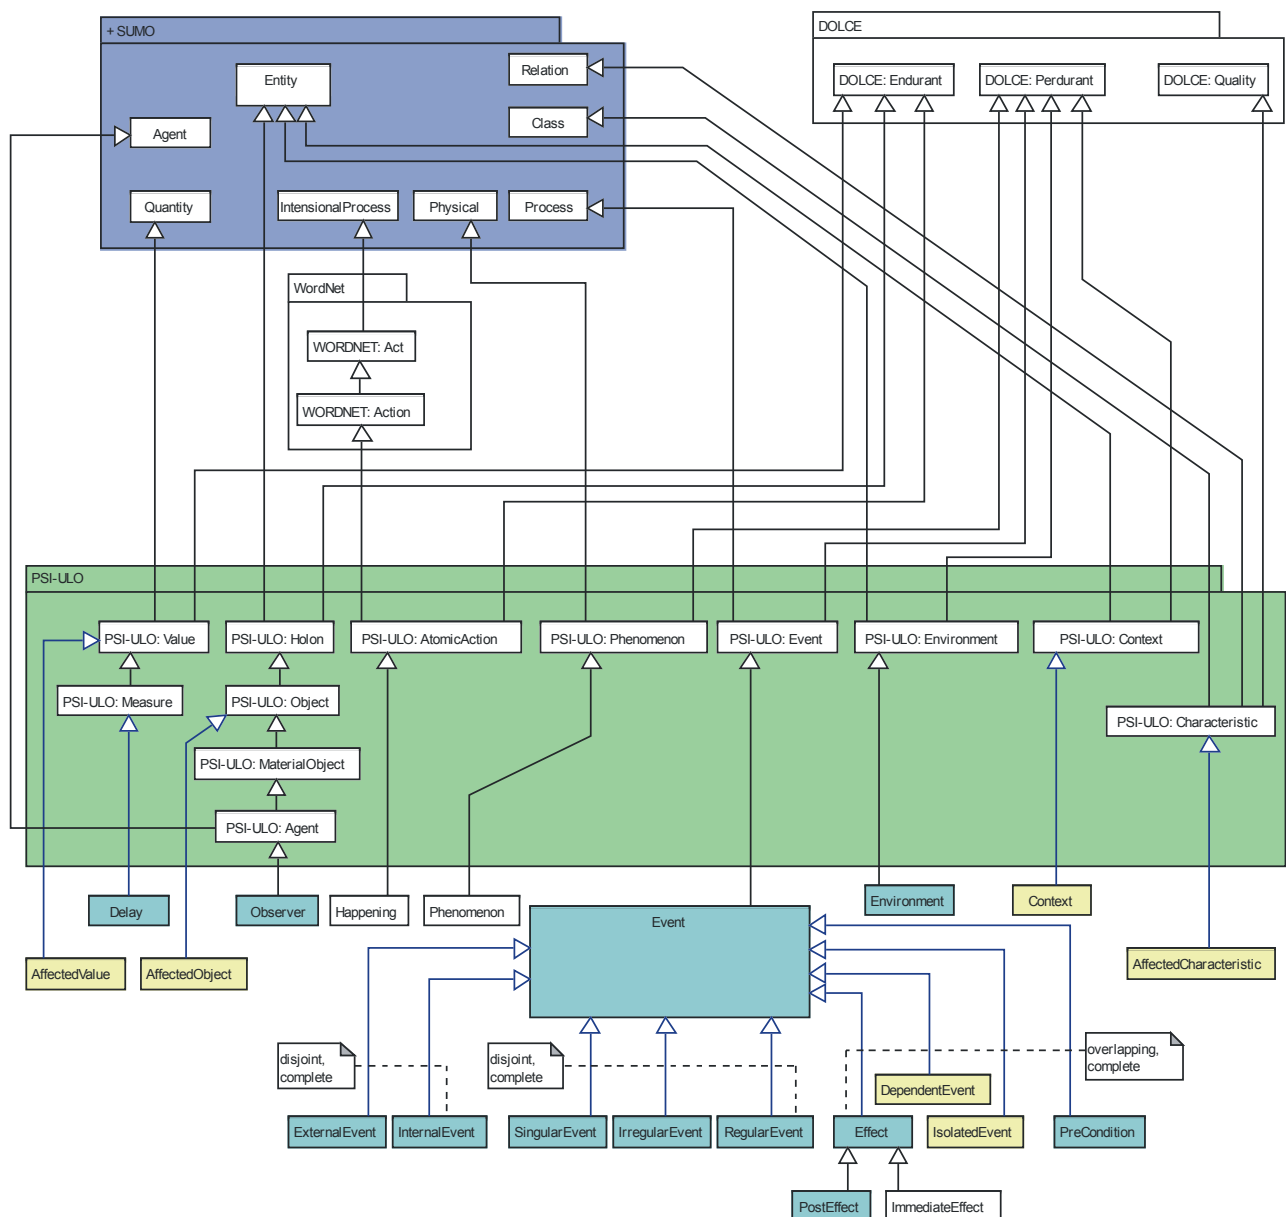 + SUMO
DOLCE
Entity
Relation
DOLCE: Endurant
DOLCE: Perdurant
DOLCE: Quality
Agent
Class
Quantity
IntensionalProcess
Physical
Process
WordNet
WORDNET: Act
WORDNET: Action
PSI-ULO
PSI-ULO: Value
PSI-ULO: Holon
PSI-ULO: AtomicAction
PSI-ULO: Phenomenon
PSI-ULO: Event
PSI-ULO: Environment
PSI-ULO: Context
PSI-ULO: Measure
PSI-ULO: Object
PSI-ULO: Characteristic
PSI-ULO: MaterialObject
PSI-ULO: Agent
Delay
Observer
Happening
Phenomenon
Event
Environment
Context
AffectedValue
AffectedObject
AffectedCharacteristic
disjoint,
complete
disjoint,
complete
overlapping,
complete
DependentEvent
ExternalEvent
InternalEvent
SingularEvent
IrregularEvent
RegularEvent
Effect
IsolatedEvent
PreCondition
PostEffect
ImmediateEffect